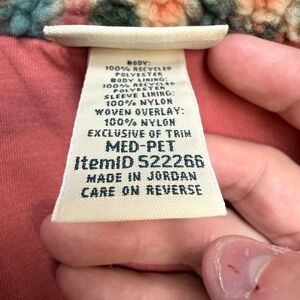 BODY:
100% RECYCLED
POLYESTER
BODY LINING:
100% RECYCLED
POLYESTER
SLEEVE LINING:
100% NYLON
WOVEN OVERLAY:
100% NYLON
EXCLUSIVE OF TRIM
MED-PET
ItemID 522266
MADE IN JORDAN
CARE ON REVERSE